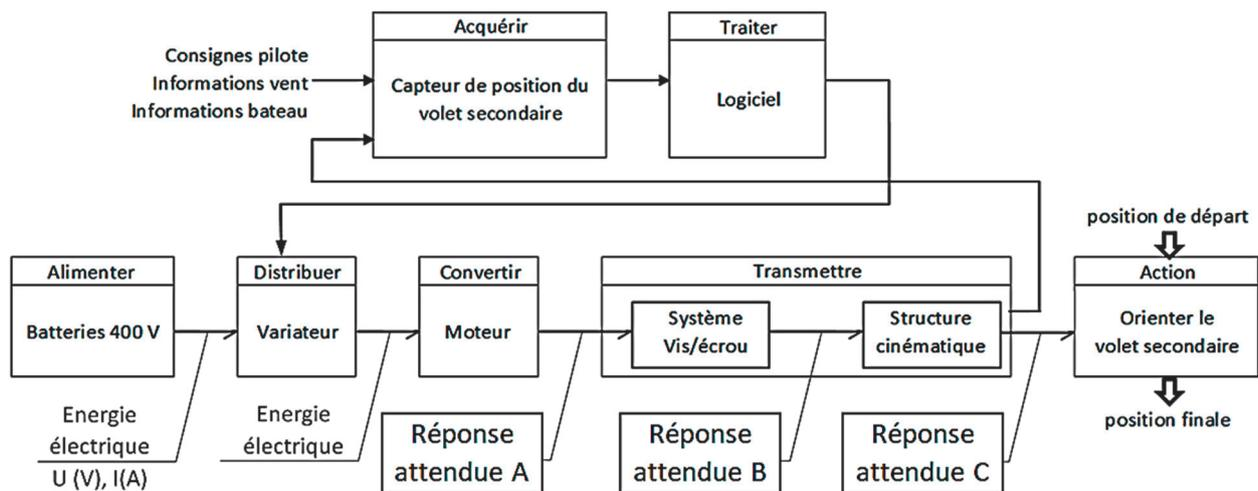 Acquérir
Traiter
Consignes pilote
Informations vent
Informations bateau
Capteur de position du
volet secondaire
Logiciel
position de départ
Alimenter
Distribuer
Convertir
Transmettre
Action
Batteries 400 V
Variateur
Moteur
Système
Vis/écrou
Structure
cinématique
Orienter le
volet secondaire
Energie
électrique
U (V), I(A)
Energie
électrique
Réponse
attendue A
Réponse
attendue B
Réponse
attendue C
position finale